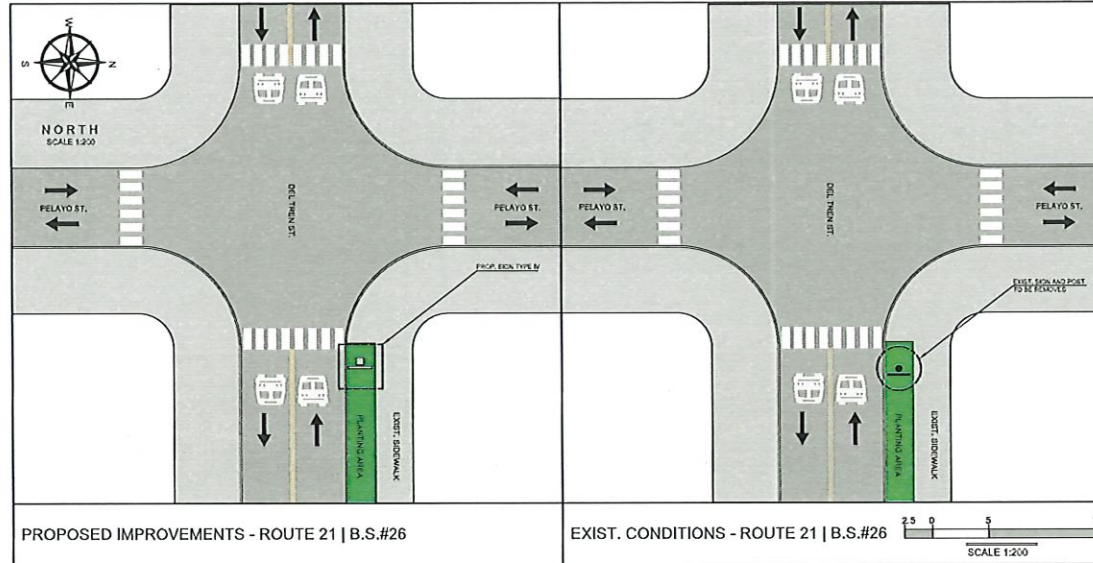 W
S
N
E
NORTH
SCALE 1:200
PELAYO ST.
DEL TREN ST.
PELAYO ST.
PROP. SIGN TYPE IV
PLANTING AREA
EXIST. SIDEWALK
PROPOSED IMPROVEMENTS - ROUTE 21 | B.S.#26
PELAYO ST.
DEL TREN ST.
PELAYO ST.
EXIST. SIGN AND POST
TO BE REMOVED
PLANTING AREA
EXIST. SIDEWALK
EXIST. CONDITIONS - ROUTE 21 | B.S.#26
2.5 0 5
SCALE 1:200